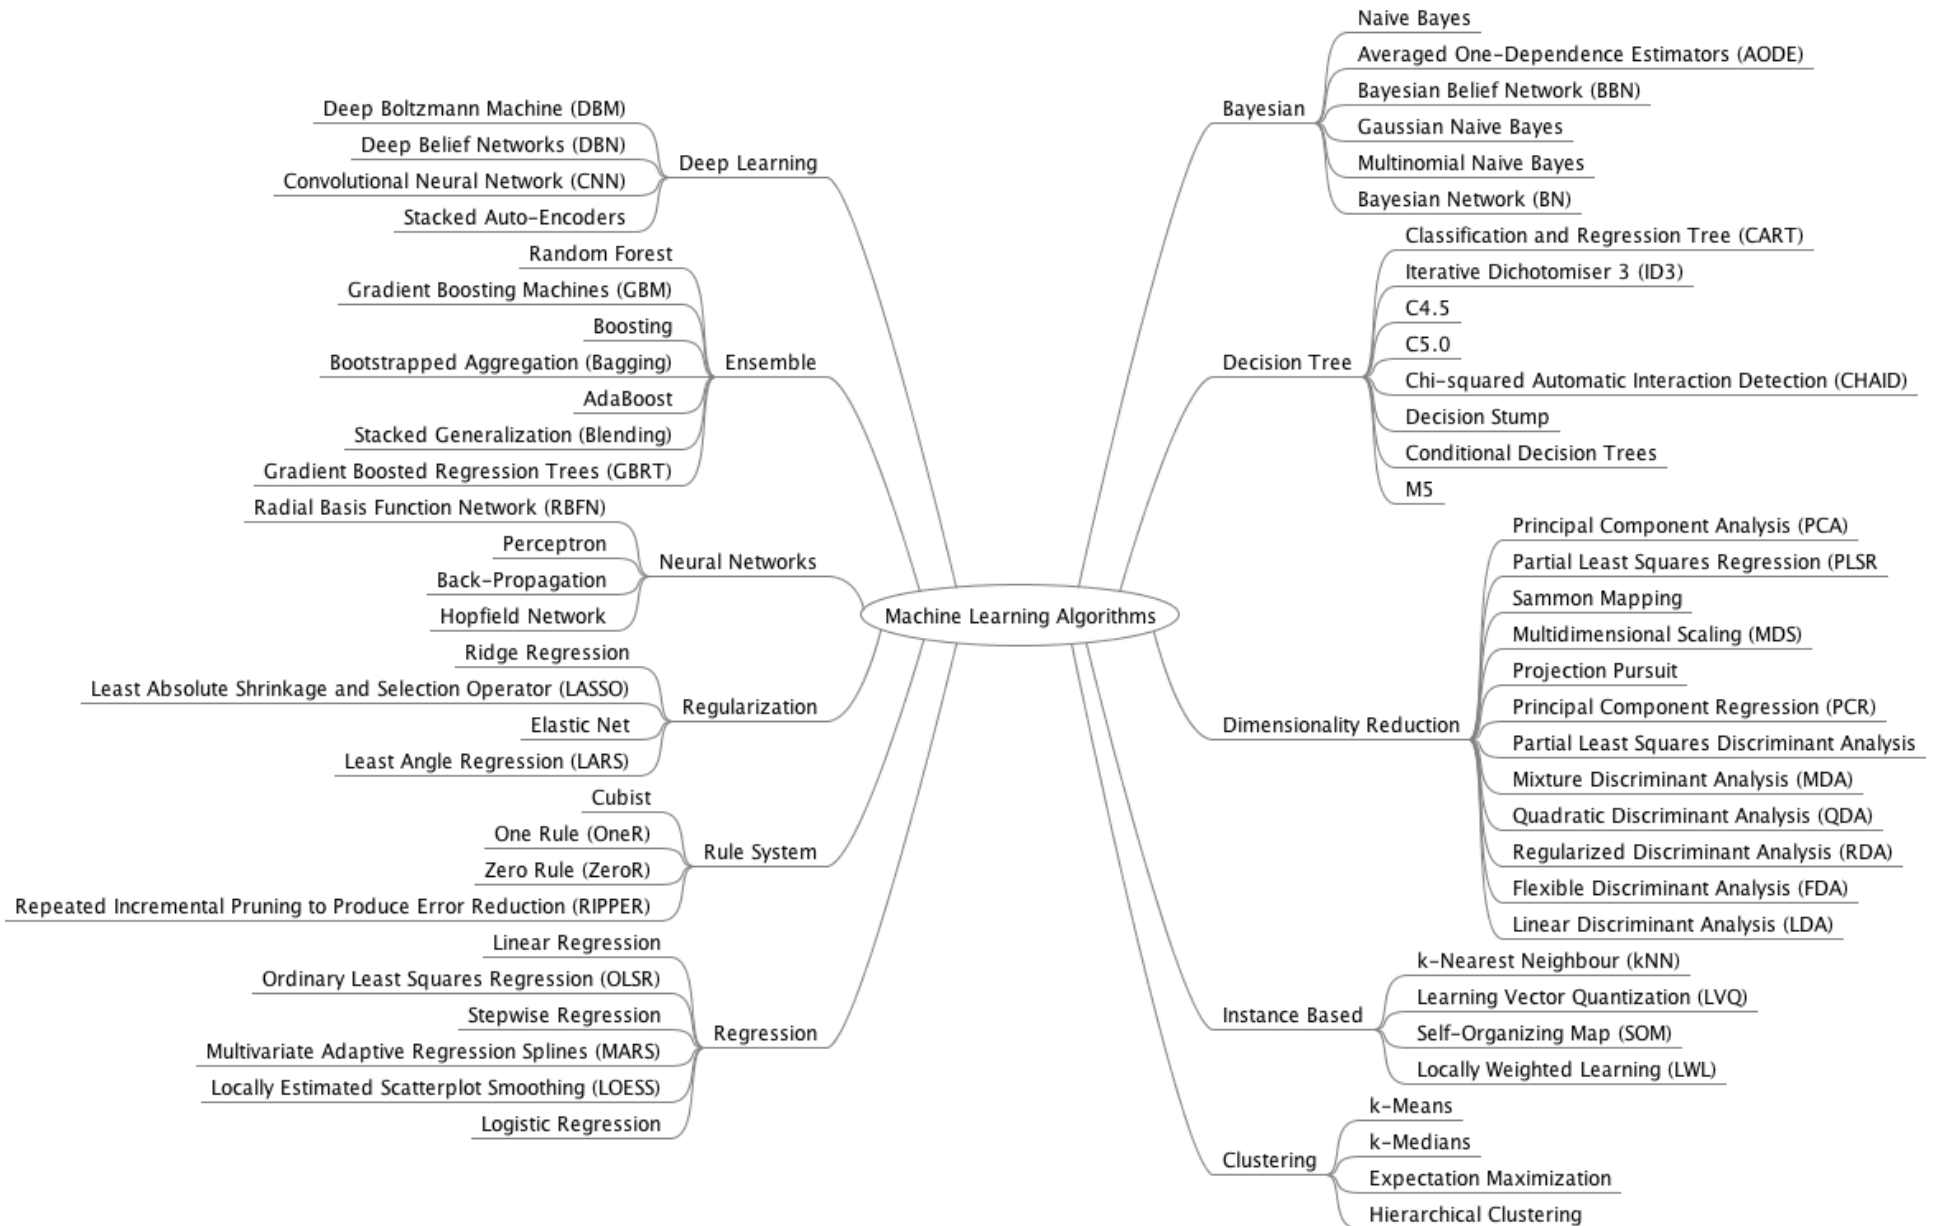 Machine Learning Algorithms
Deep Learning
Deep Boltzmann Machine (DBM)
Deep Belief Networks (DBN)
Convolutional Neural Network (CNN)
Stacked Auto-Encoders
Ensemble
Random Forest
Gradient Boosting Machines (GBM)
Boosting
Bootstrapped Aggregation (Bagging)
AdaBoost
Stacked Generalization (Blending)
Gradient Boosted Regression Trees (GBRT)
Neural Networks
Radial Basis Function Network (RBFN)
Perceptron
Back-Propagation
Hopfield Network
Regularization
Ridge Regression
Least Absolute Shrinkage and Selection Operator (LASSO)
Elastic Net
Least Angle Regression (LARS)
Rule System
Cubist
One Rule (OneR)
Zero Rule (ZeroR)
Repeated Incremental Pruning to Produce Error Reduction (RIPPER)
Regression
Linear Regression
Ordinary Least Squares Regression (OLSR)
Stepwise Regression
Multivariate Adaptive Regression Splines (MARS)
Locally Estimated Scatterplot Smoothing (LOESS)
Logistic Regression
Bayesian
Naive Bayes
Averaged One-Dependence Estimators (AODE)
Bayesian Belief Network (BBN)
Gaussian Naive Bayes
Multinomial Naive Bayes
Bayesian Network (BN)
Decision Tree
Classification and Regression Tree (CART)
Iterative Dichotomiser 3 (ID3)
C4.5
C5.0
Chi-squared Automatic Interaction Detection (CHAID)
Decision Stump
Conditional Decision Trees
M5
Dimensionality Reduction
Principal Component Analysis (PCA)
Partial Least Squares Regression (PLSR
Sammon Mapping
Multidimensional Scaling (MDS)
Projection Pursuit
Principal Component Regression (PCR)
Partial Least Squares Discriminant Analysis
Mixture Discriminant Analysis (MDA)
Quadratic Discriminant Analysis (QDA)
Regularized Discriminant Analysis (RDA)
Flexible Discriminant Analysis (FDA)
Linear Discriminant Analysis (LDA)
Instance Based
k-Nearest Neighbour (kNN)
Learning Vector Quantization (LVQ)
Self-Organizing Map (SOM)
Locally Weighted Learning (LWL)
Clustering
k-Means
k-Medians
Expectation Maximization
Hierarchical Clustering